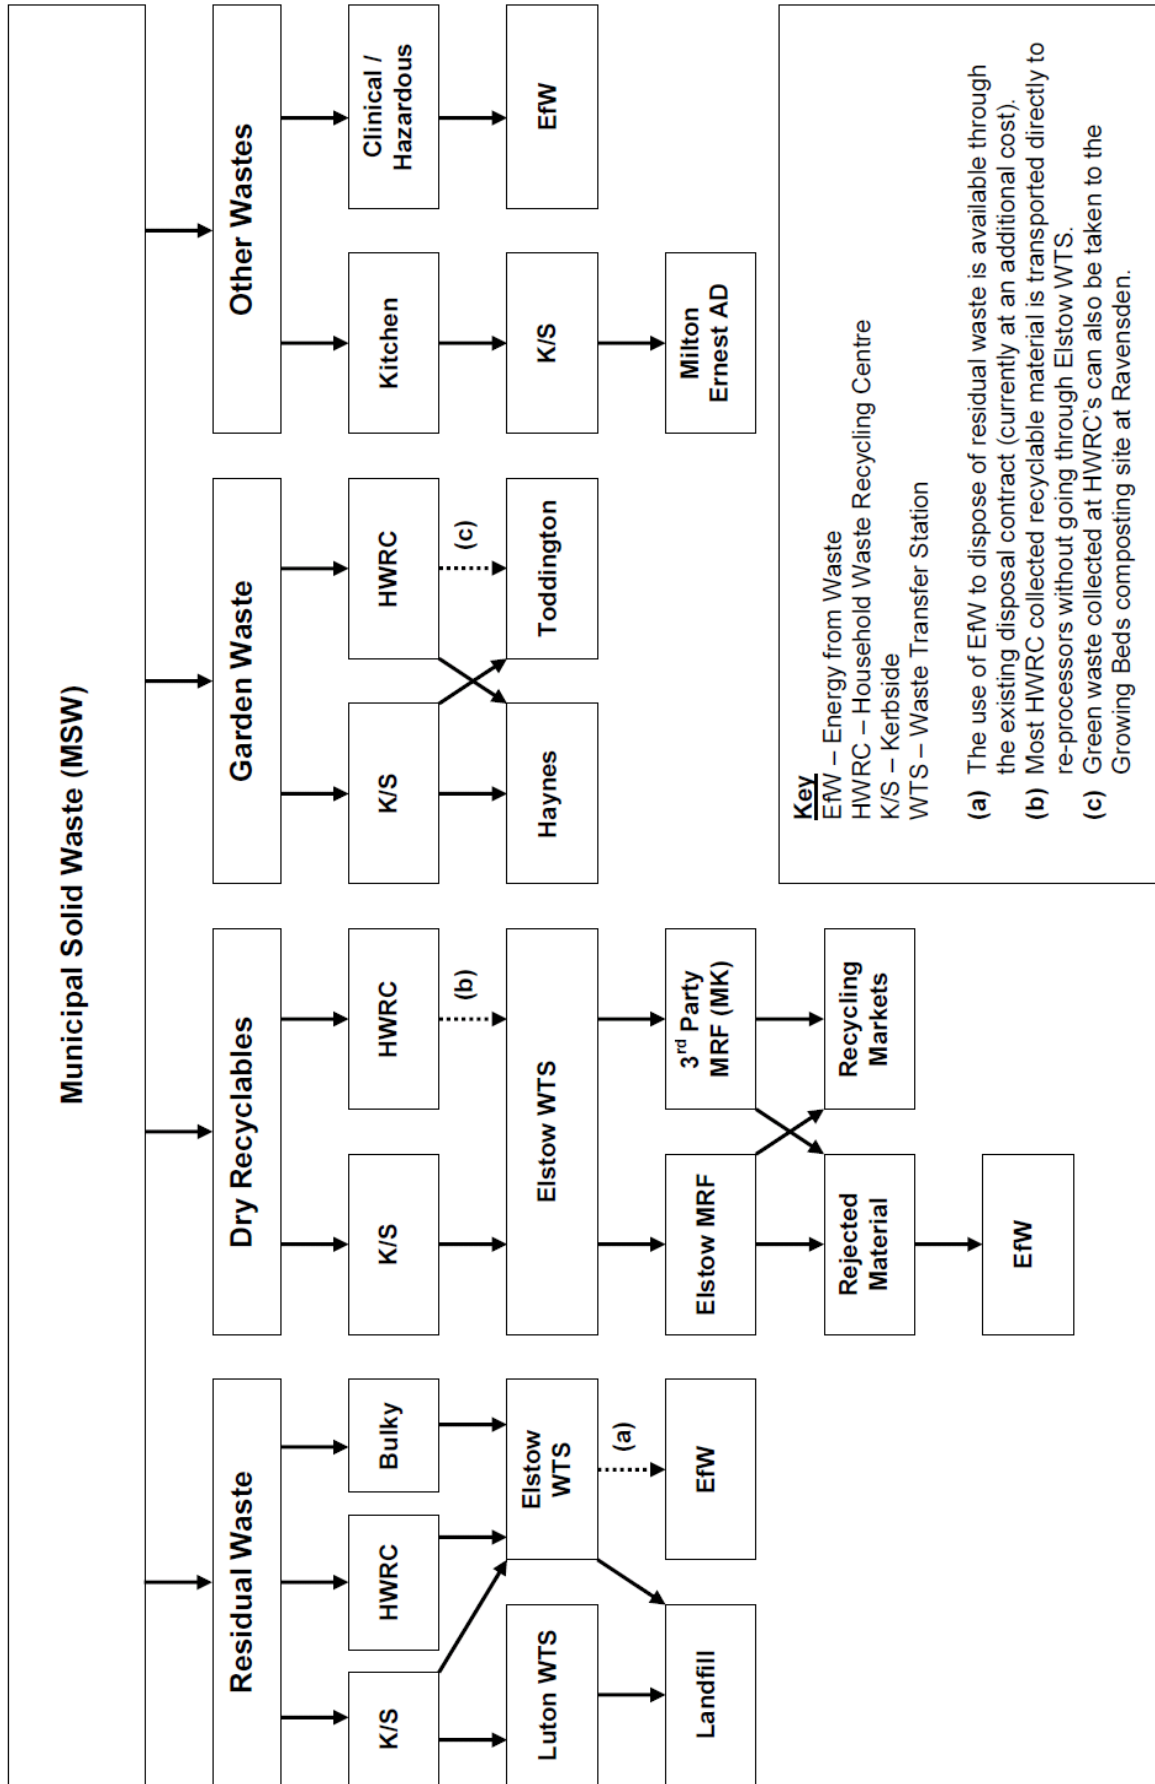 Municipal Solid Waste (MSW)
Residual Waste
Dry Recyclables
Garden Waste
Other Wastes
K/S
HWRC
Bulky
K/S
HWRC
K/S
HWRC
Kitchen
Clinical /
Hazardous
(b)
(c)
Luton WTS
Elstow
WTS
Elstow WTS
Haynes
Toddington
K/S
EfW
(a)
Landfill
EfW
Elstow MRF
3rd Party
MRF (MK)
Milton
Ernest AD
Rejected
Material
Recycling
Markets
EfW
Key
EfW – Energy from Waste
HWRC – Household Waste Recycling Centre
K/S – Kerbside
WTS – Waste Transfer Station
(a) The use of EfW to dispose of residual waste is available through
the existing disposal contract (currently at an additional cost).
(b) Most HWRC collected recyclable material is transported directly to
re-processors without going through Elstow WTS.
(c) Green waste collected at HWRC's can also be taken to the
Growing Beds composting site at Ravensden.